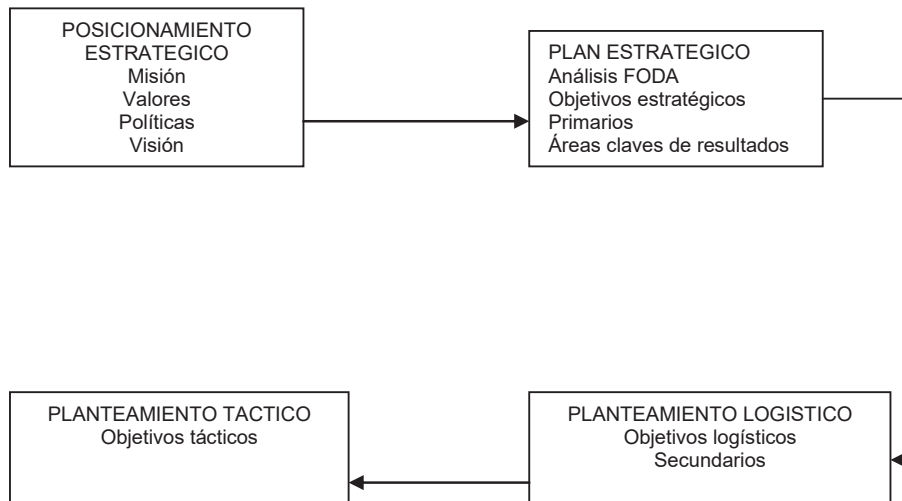 POSICIONAMIENTO
ESTRATEGICO
Misión
Valores
Políticas
Visión
PLAN ESTRATEGICO
Análisis FODA
Objetivos estratégicos
Primarios
Áreas claves de resultados
PLANTEAMIENTO TACTICO
Objetivos tácticos
PLANTEAMIENTO LOGISTICO
Objetivos logísticos
Secundarios